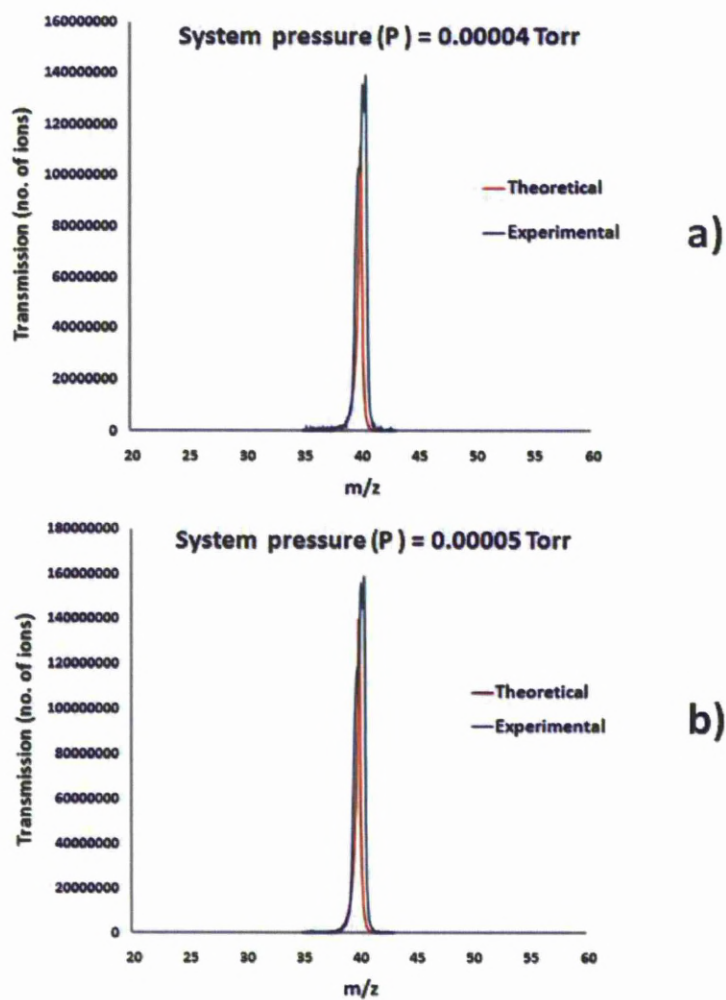 System pressure (P) = 0.00004 Torr
160000000
140000000
120000000
100000000
80000000
60000000
40000000
20000000
0
Transmission (no. of ions)
Theoretical
Experimental
a)
20 25 30 35 40 45 50 55 60
m/z
System pressure (P) = 0.00005 Torr
180000000
160000000
140000000
120000000
100000000
80000000
60000000
40000000
20000000
0
Transmission (no. of ions)
Theoretical
Experimental
b)
20 25 30 35 40 45 50 55 60
m/z